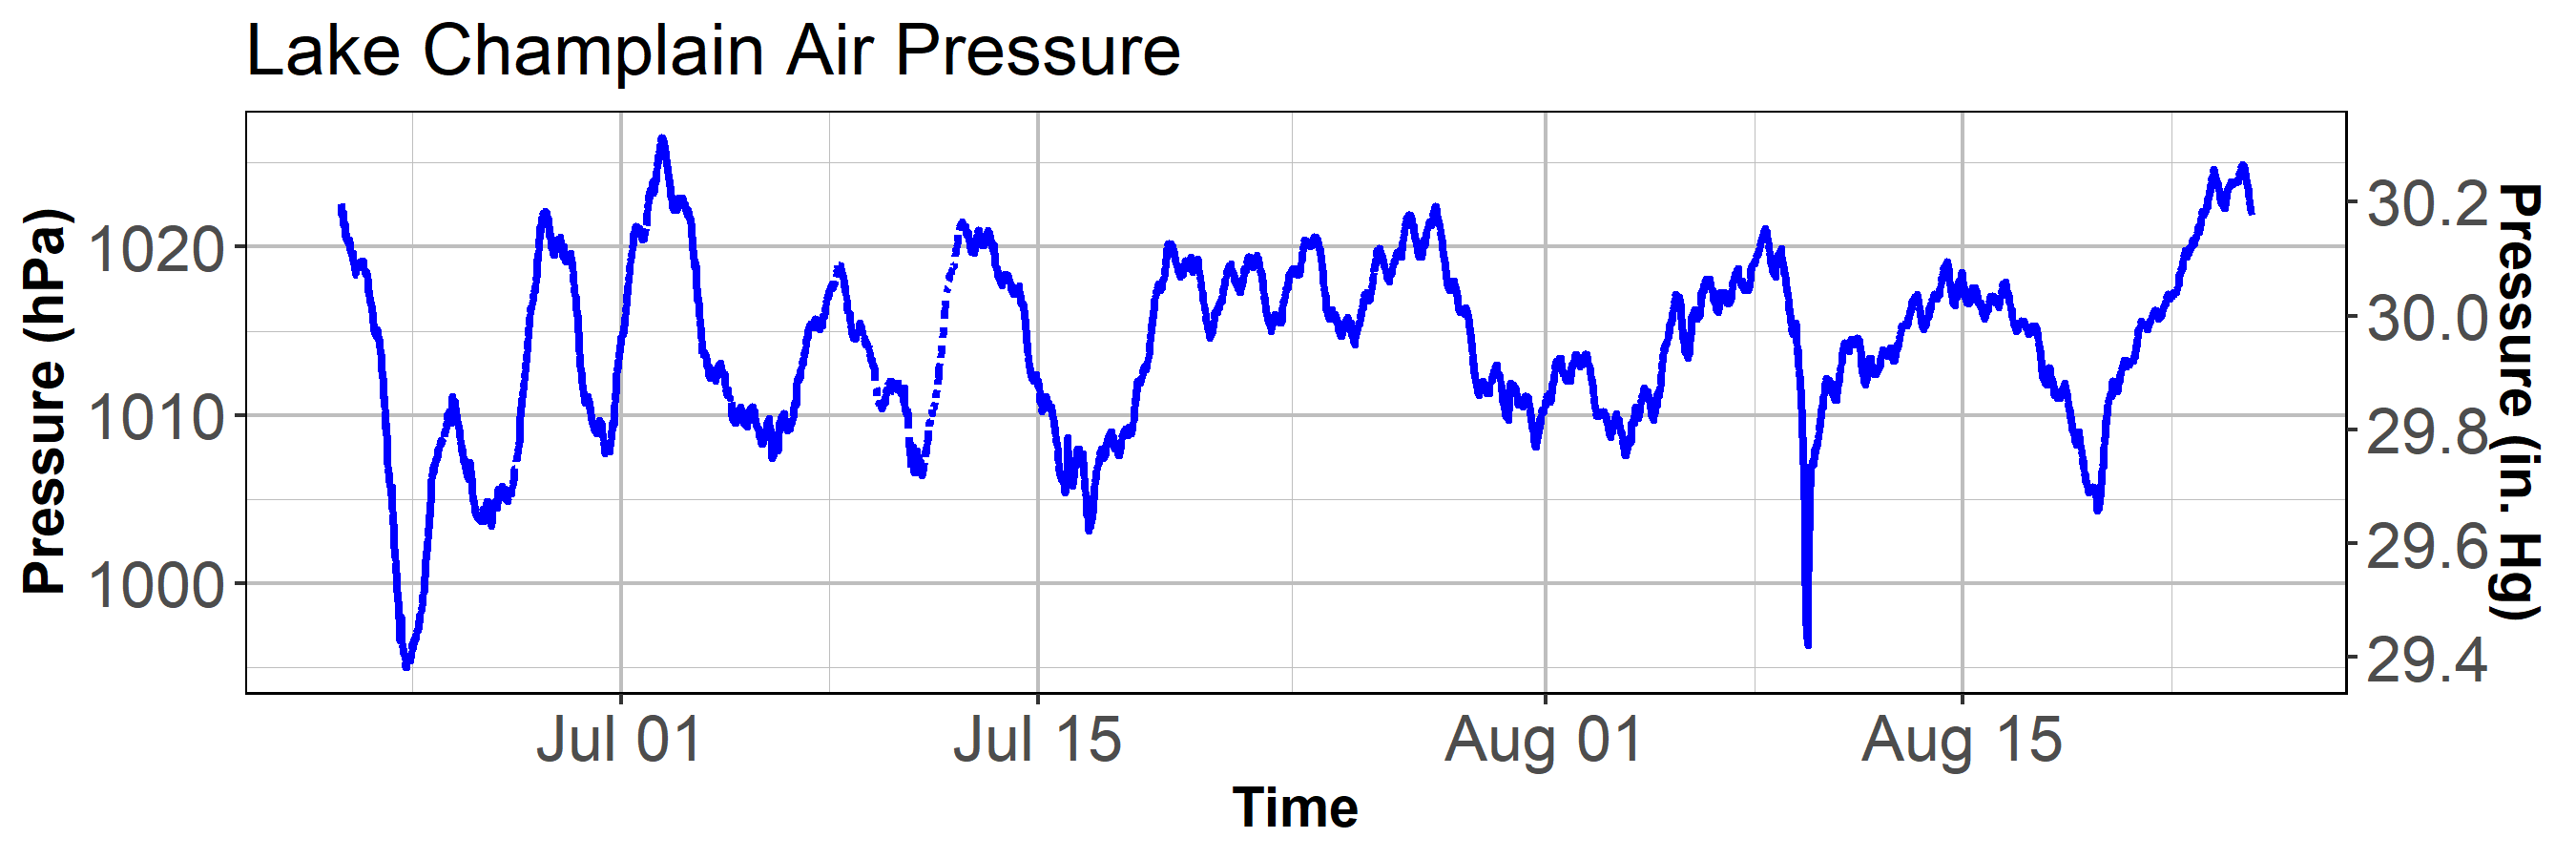 Lake Champlain Air Pressure
Pressure (hPa)
1020
1010
1000
30.2
30.0
29.8
29.6
29.4
Pressure (in. Hg)
Jul 01
Jul 15
Aug 01
Aug 15
Time